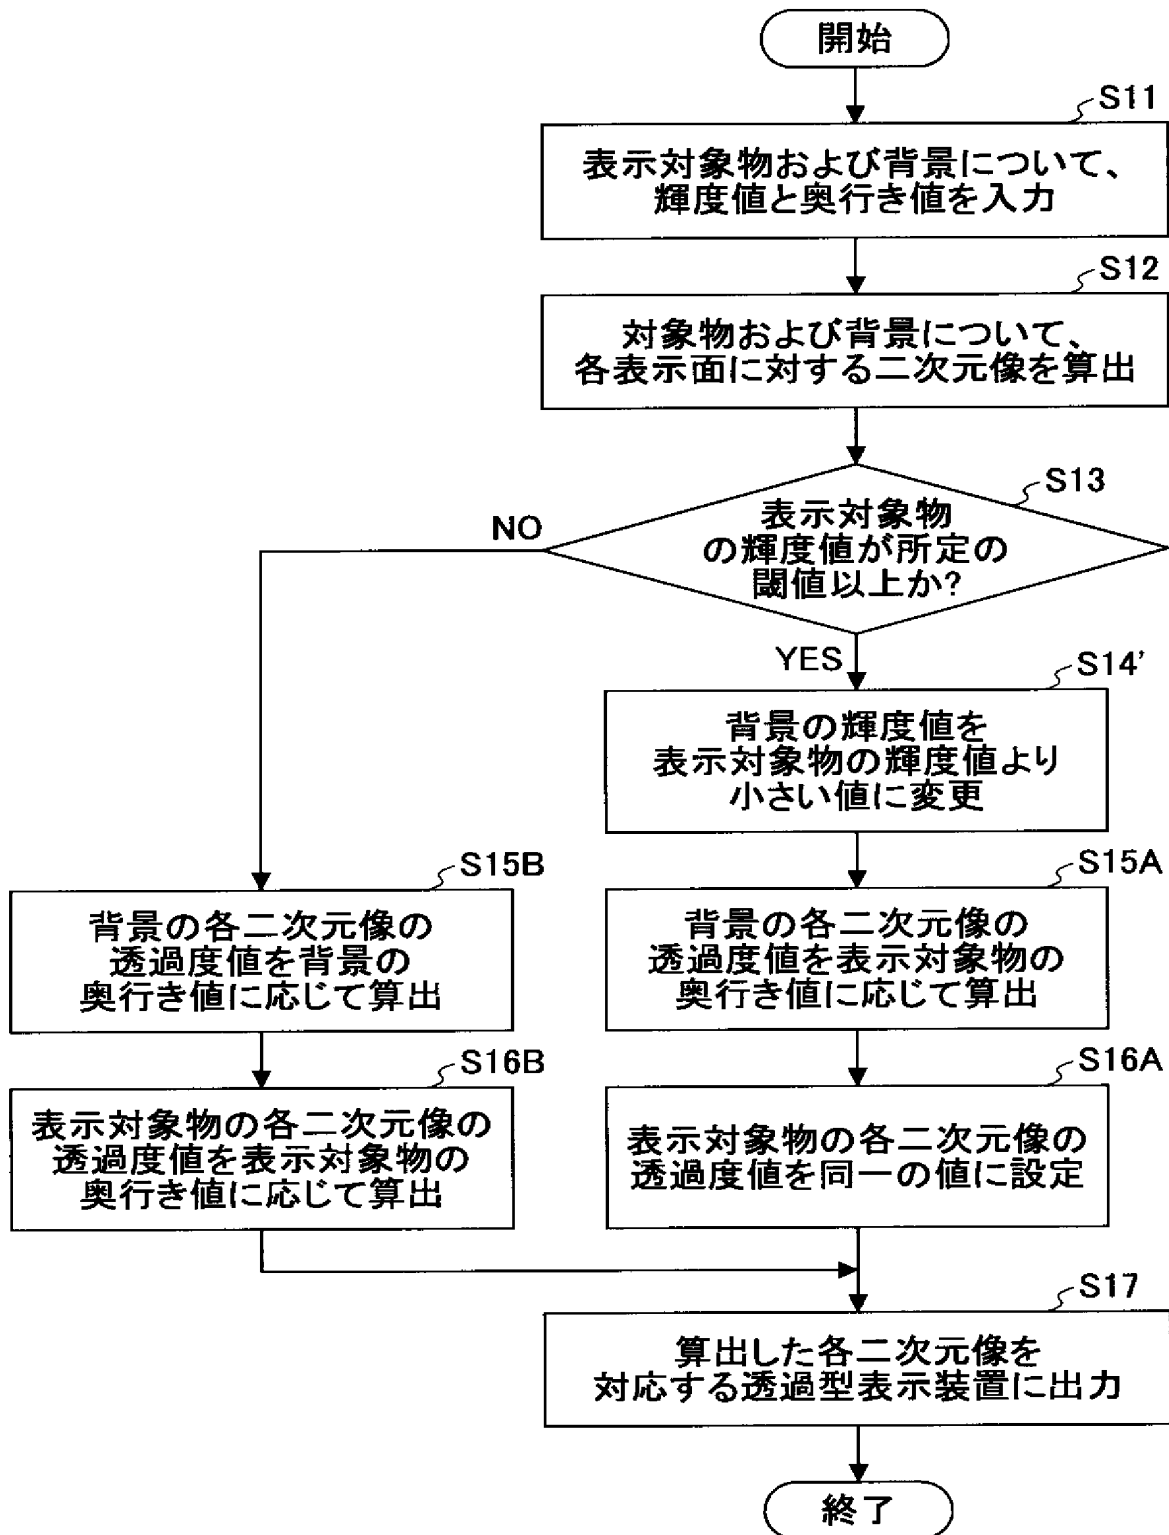 開始
S11
表示対象物および背景について、
輝度値と奥行き値を入力
S12
対象物および背景について、
各表示面に対する二次元像を算出
S13
表示対象物
の輝度値が所定の
閾値以上か?
NO
YES
S14'
背景の輝度値を
表示対象物の輝度値より
小さい値に変更
S15B
背景の各二次元像の
透過度値を背景の
奥行き値に応じて算出
S15A
背景の各二次元像の
透過度値を表示対象物の
奥行き値に応じて算出
S16B
表示対象物の各二次元像の
透過度値を表示対象物の
奥行き値に応じて算出
S16A
表示対象物の各二次元像の
透過度値を同一の値に設定
S17
算出した各二次元像を
対応する透過型表示装置に出力
終了